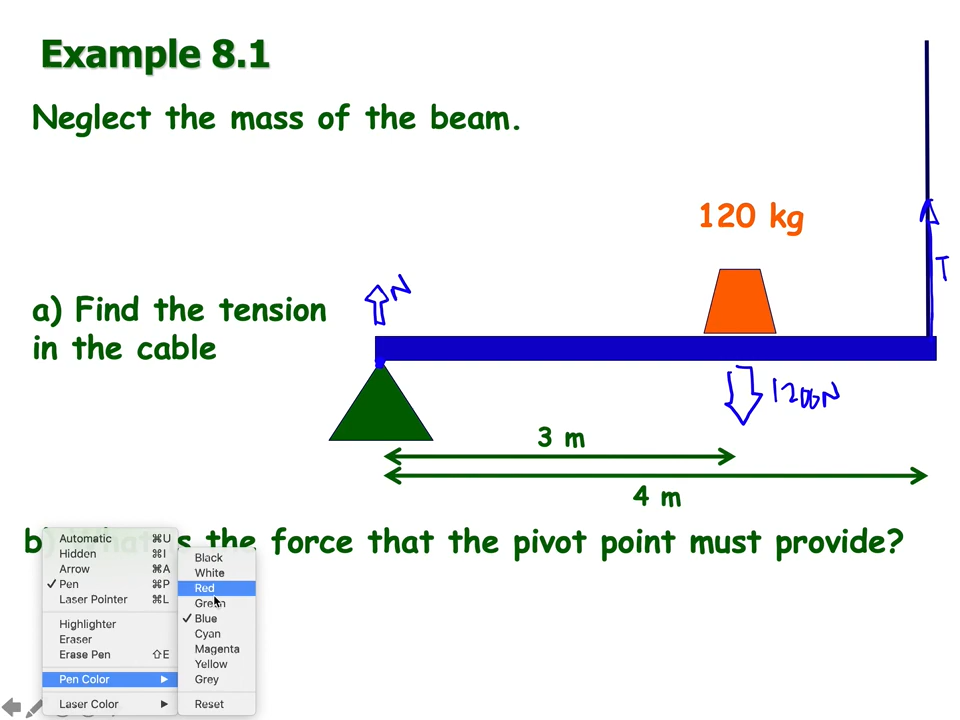 Example 8.1
Neglect the mass of the beam.
120 kg
T
N
a) Find the tension
in the cable
1200N
3 m
4 m
b) What is the force that the pivot point must provide?
Automatic ⌘U
Hidden ⌘I
Arrow ⌘A
✓ Pen ⌘P
Laser Pointer ⌘L
Highlighter
Eraser
Erase Pen ⇧E
Pen Color ▶
Laser Color ▶
Black
White
Red
Green
✓ Blue
Cyan
Magenta
Yellow
Grey
Reset